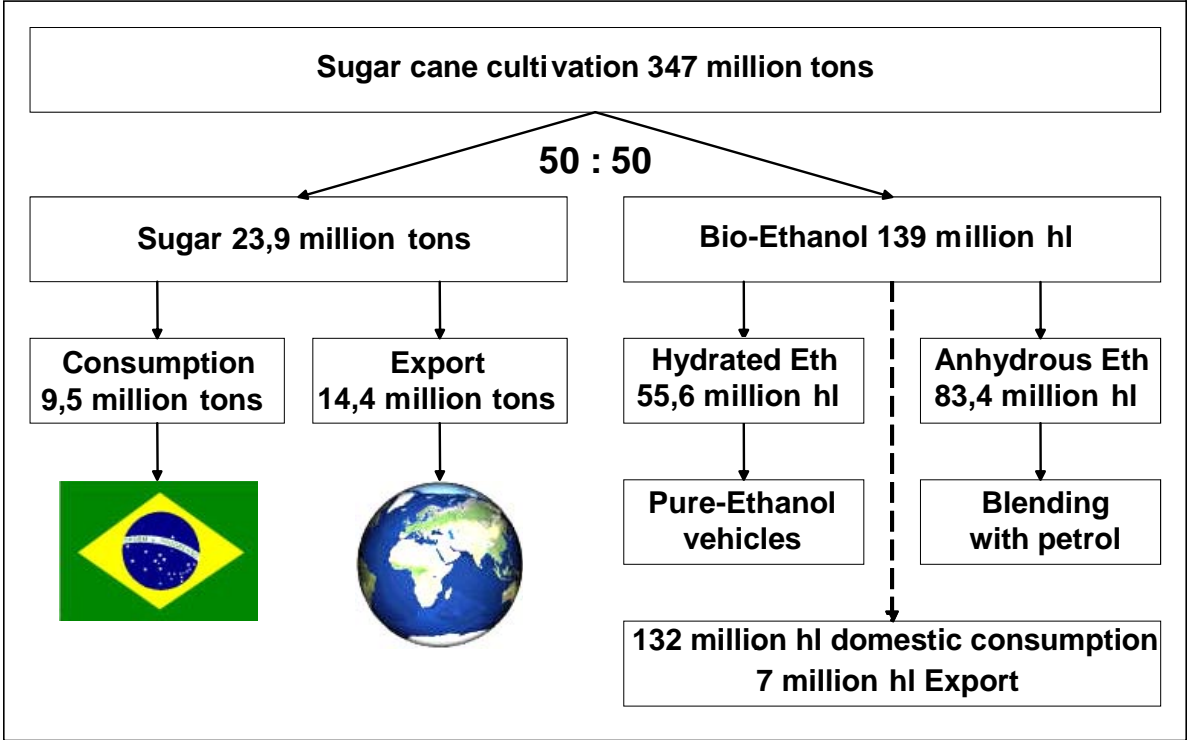 Sugar cane cultivation 347 million tons
50 : 50
Sugar 23,9 million tons
Bio-Ethanol 139 million hl
Consumption
9,5 million tons
Export
14,4 million tons
Hydrated Eth
55,6 million hl
Anhydrous Eth
83,4 million hl
Pure-Ethanol
vehicles
Blending
with petrol
132 million hl domestic consumption
7 million hl Export